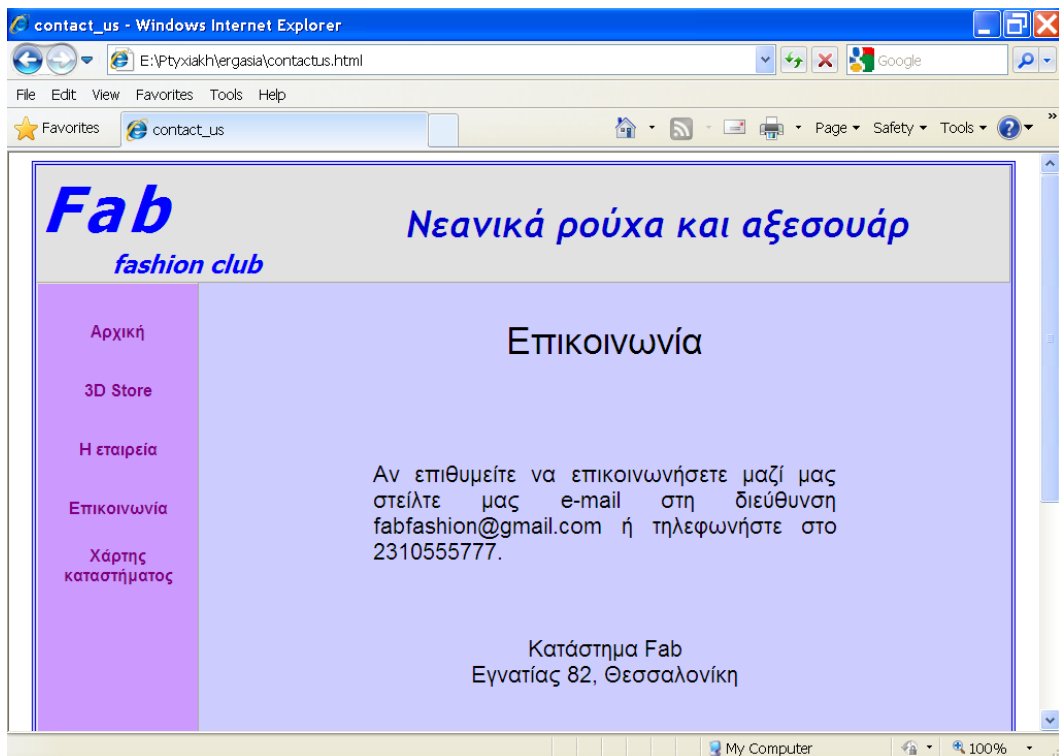 contact_us - Windows Internet Explorer
E:\Ptyxiakh\ergasia\contactus.html
Google
File Edit View Favorites Tools Help
Favorites contact_us Page Safety Tools »
Fab
fashion club
Νεανικά ρούχα και αξεσουάρ
Αρχική
3D Store
Η εταιρεία
Επικοινωνία
Χάρτης
καταστήματος
Επικοινωνία
Αν επιθυμείτε να επικοινωνήσετε μαζί μας
στείλτε μας e-mail στη διεύθυνση
fabfashion@gmail.com ή τηλεφωνήστε στο
2310555777.
Κατάστημα Fab
Εγνατίας 82, Θεσσαλονίκη
My Computer 100%